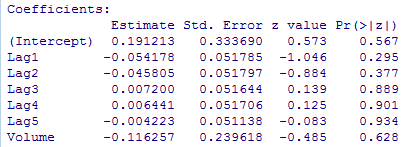 Coefficients:
Estimate Std. Error z value Pr(>|z|)
(Intercept) 0.191213 0.333690 0.573 0.567
Lag1 -0.054178 0.051785 -1.046 0.295
Lag2 -0.045805 0.051797 -0.884 0.377
Lag3 0.007200 0.051644 0.139 0.889
Lag4 0.006441 0.051706 0.125 0.901
Lag5 -0.004223 0.051138 -0.083 0.934
Volume -0.116257 0.239618 -0.485 0.628